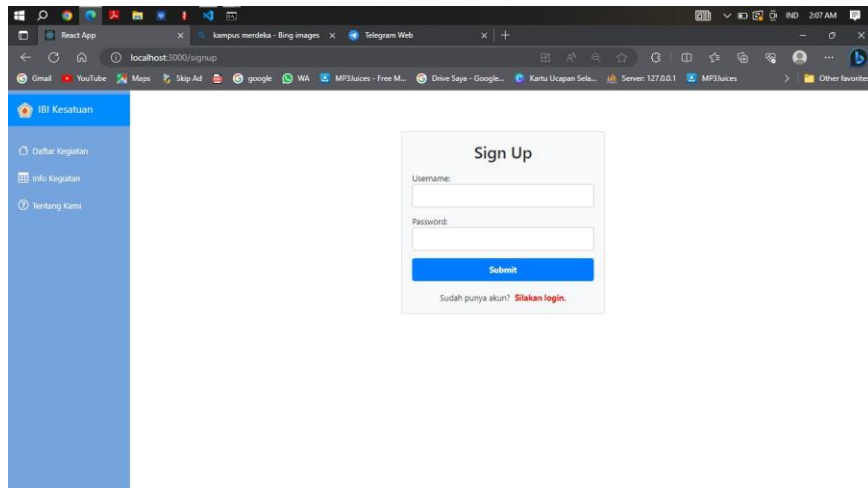 IND 2:07 AM
React App
kampus merdeka - Bing images
Telegram Web
localhost:3000/signup
Gmail YouTube Maps Skip Ad google WA MP3Juices - Free M... Drive Saya - Google... Kartu Ucapan Sela... Server: 127.0.0.1 MP3Juices Other favorites
IBI Kesatuan
Daftar Kegiatan
Info Kegiatan
Tentang Kami
Sign Up
Username:
Password:
Submit
Sudah punya akun? Silakan login.